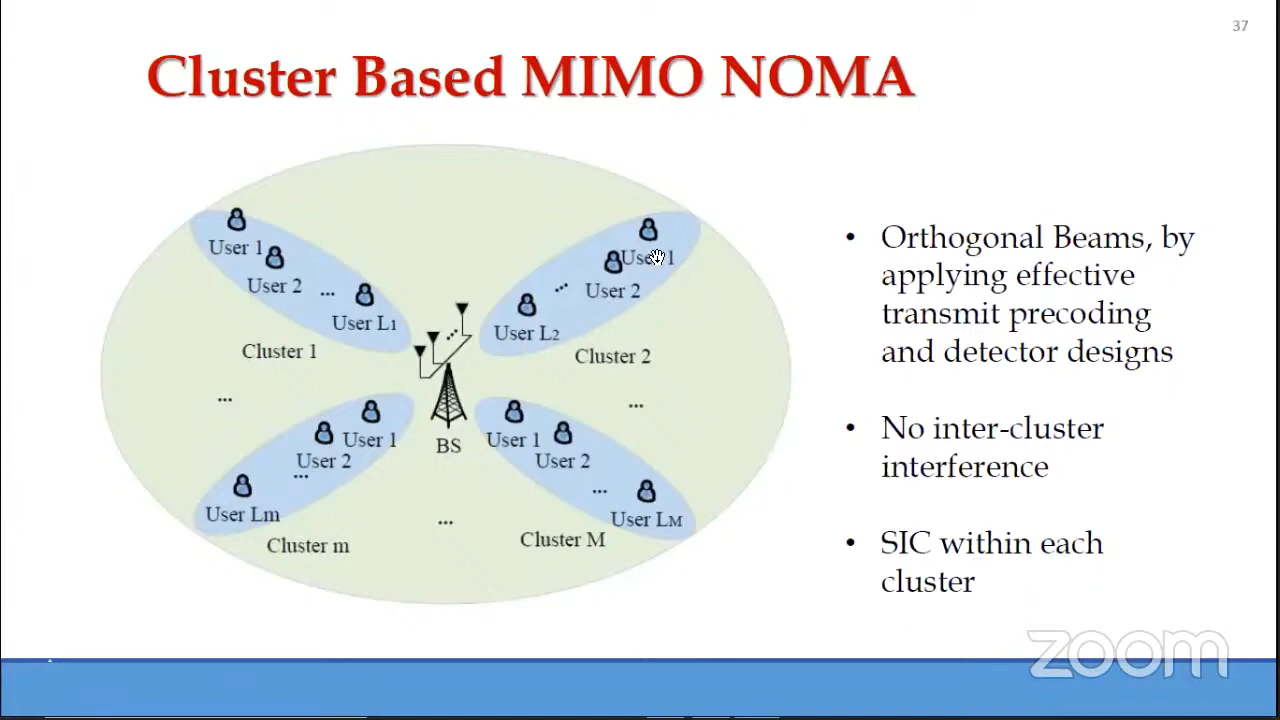 37
Cluster Based MIMO NOMA
User 1
User 2
...
User L1
Cluster 1
User 1
User 2
...
User L2
Cluster 2
...
...
BS
User 1
User 2
...
User Lm
Cluster m
User 1
User 2
...
User LM
Cluster M
...
• Orthogonal Beams, by
applying effective
transmit precoding
and detector designs
• No inter-cluster
interference
• SIC within each
cluster
zoom